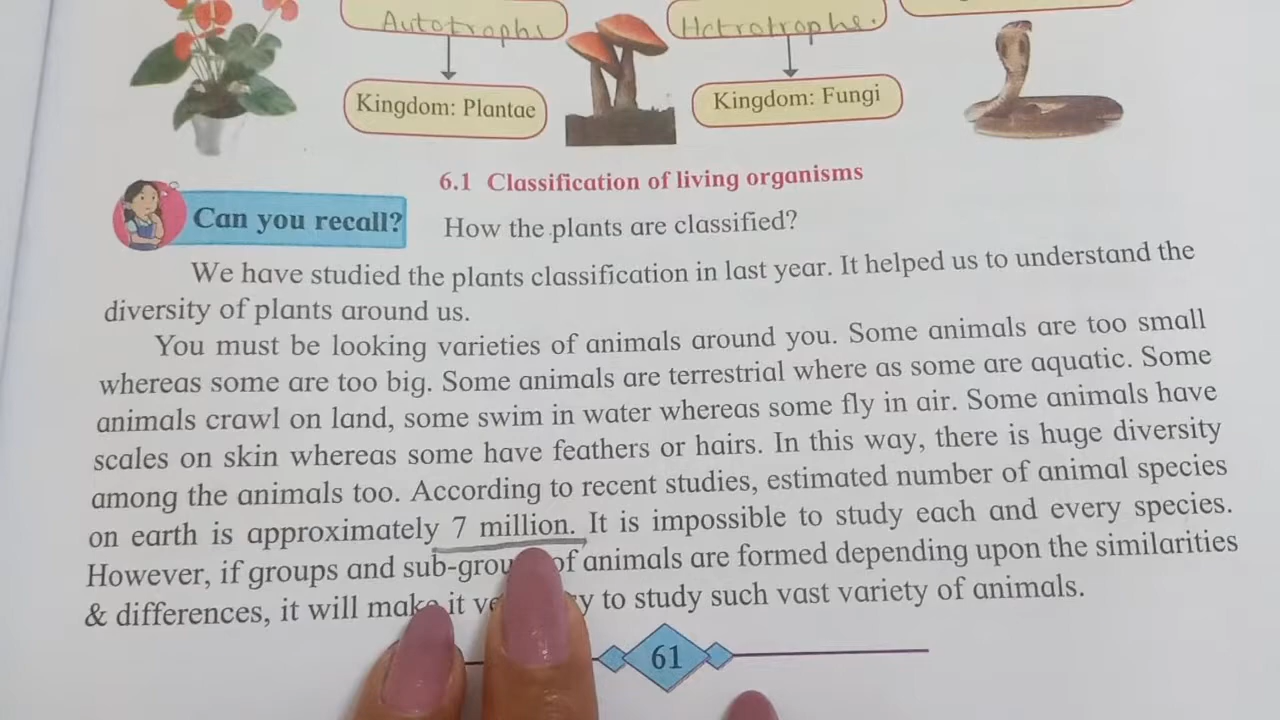 Autotrophs
Hetrotrophe.
Kingdom: Plantae
Kingdom: Fungi
6.1 Classification of living organisms
Can you recall?
How the plants are classified?
We have studied the plants classification in last year. It helped us to understand the
diversity of plants around us.
You must be looking varieties of animals around you. Some animals are too small
whereas some are too big. Some animals are terrestrial where as some are aquatic. Some
animals crawl on land, some swim in water whereas some fly in air. Some animals have
scales on skin whereas some have feathers or hairs. In this way, there is huge diversity
among the animals too. According to recent studies, estimated number of animal species
on earth is approximately 7 million. It is impossible to study each and every species.
However, if groups and of animals are formed depending upon the similarities
& differences, it will make it to study such vast variety of animals.
61